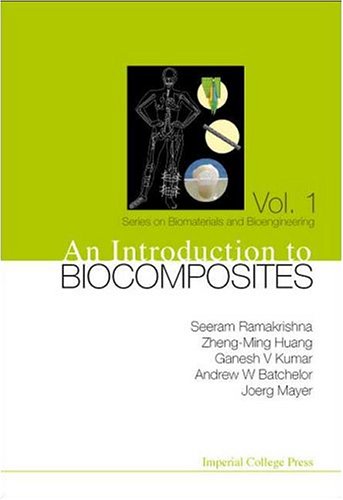 Vol. 1
Series on Biomaterials and Bioengineering
An Introduction to
BIOCOMPOSITES
Seeram Ramakrishna
Zheng-Ming Huang
Ganesh V Kumar
Andrew W Batchelor
Joerg Mayer
Imperial College Press